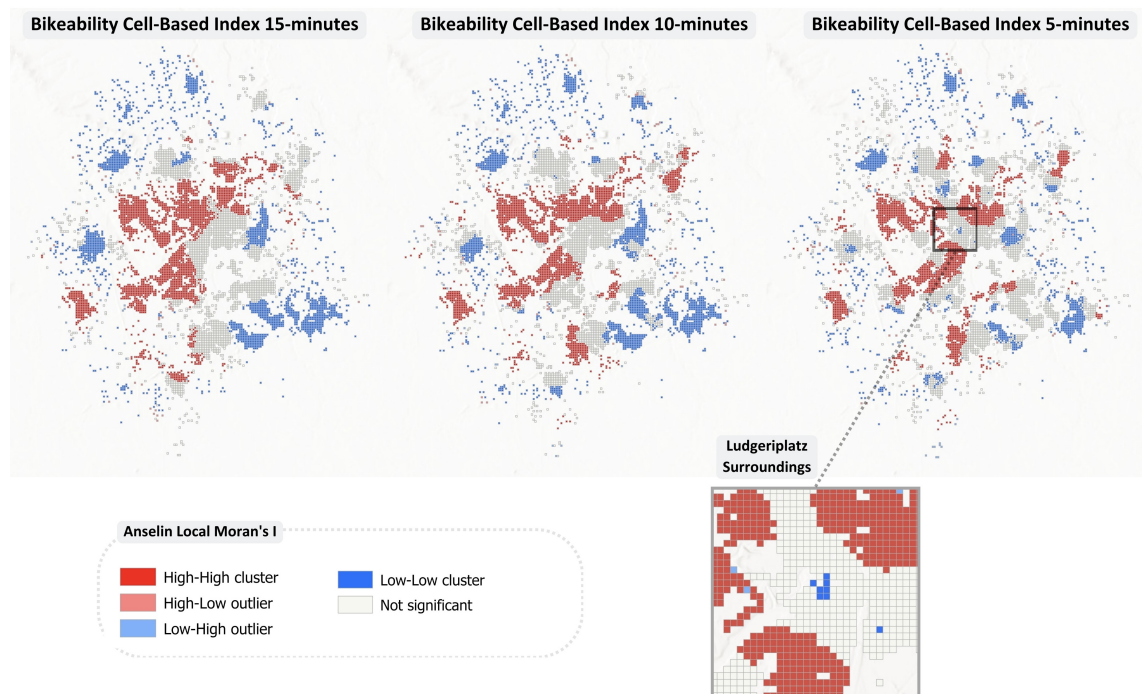 Bikeability Cell-Based Index 15-minutes
Bikeability Cell-Based Index 10-minutes
Bikeability Cell-Based Index 5-minutes
Ludgeriplatz
Surroundings
Anselin Local Moran's I
High-High cluster
High-Low outlier
Low-High outlier
Low-Low cluster
Not significant